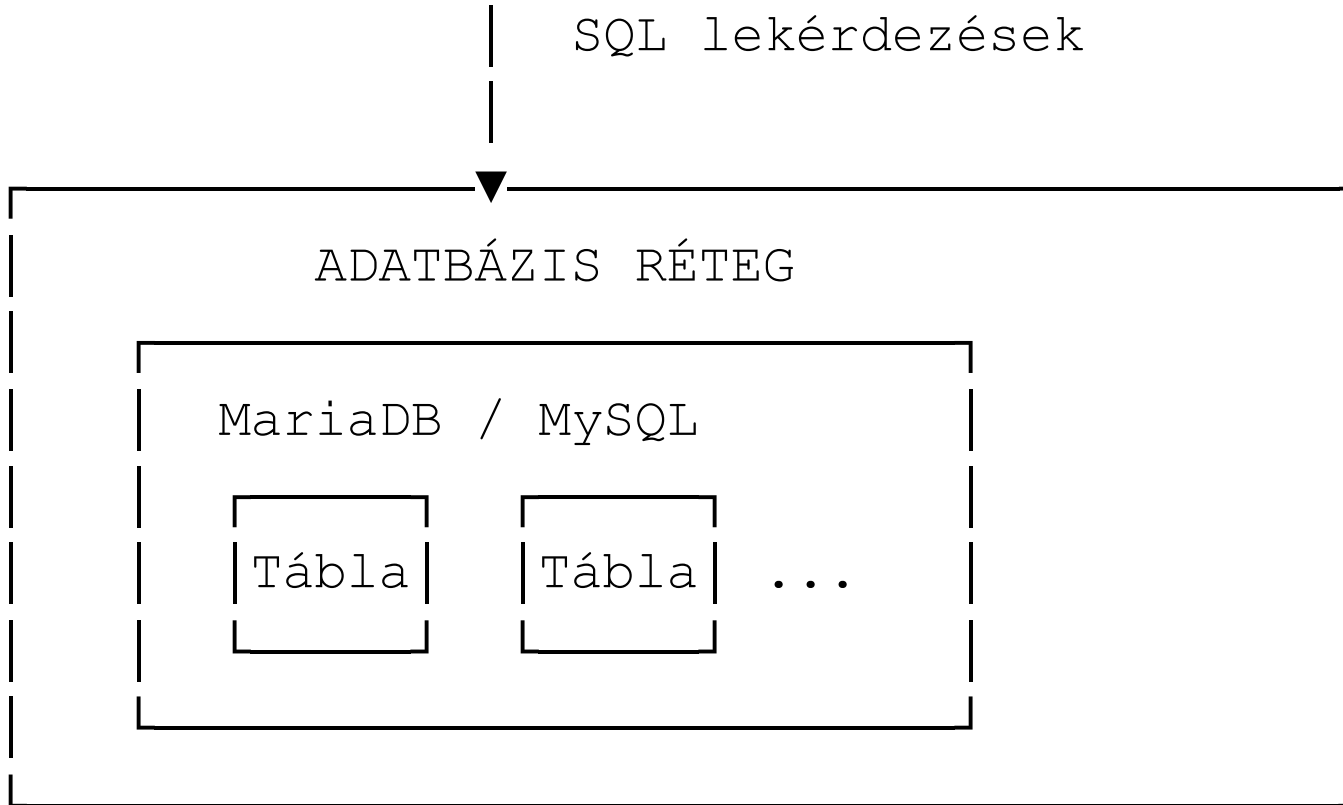 SQL lekérdezések
ADATBÁZIS RÉTEG
MariaDB / MySQL
Tábla Tábla ...